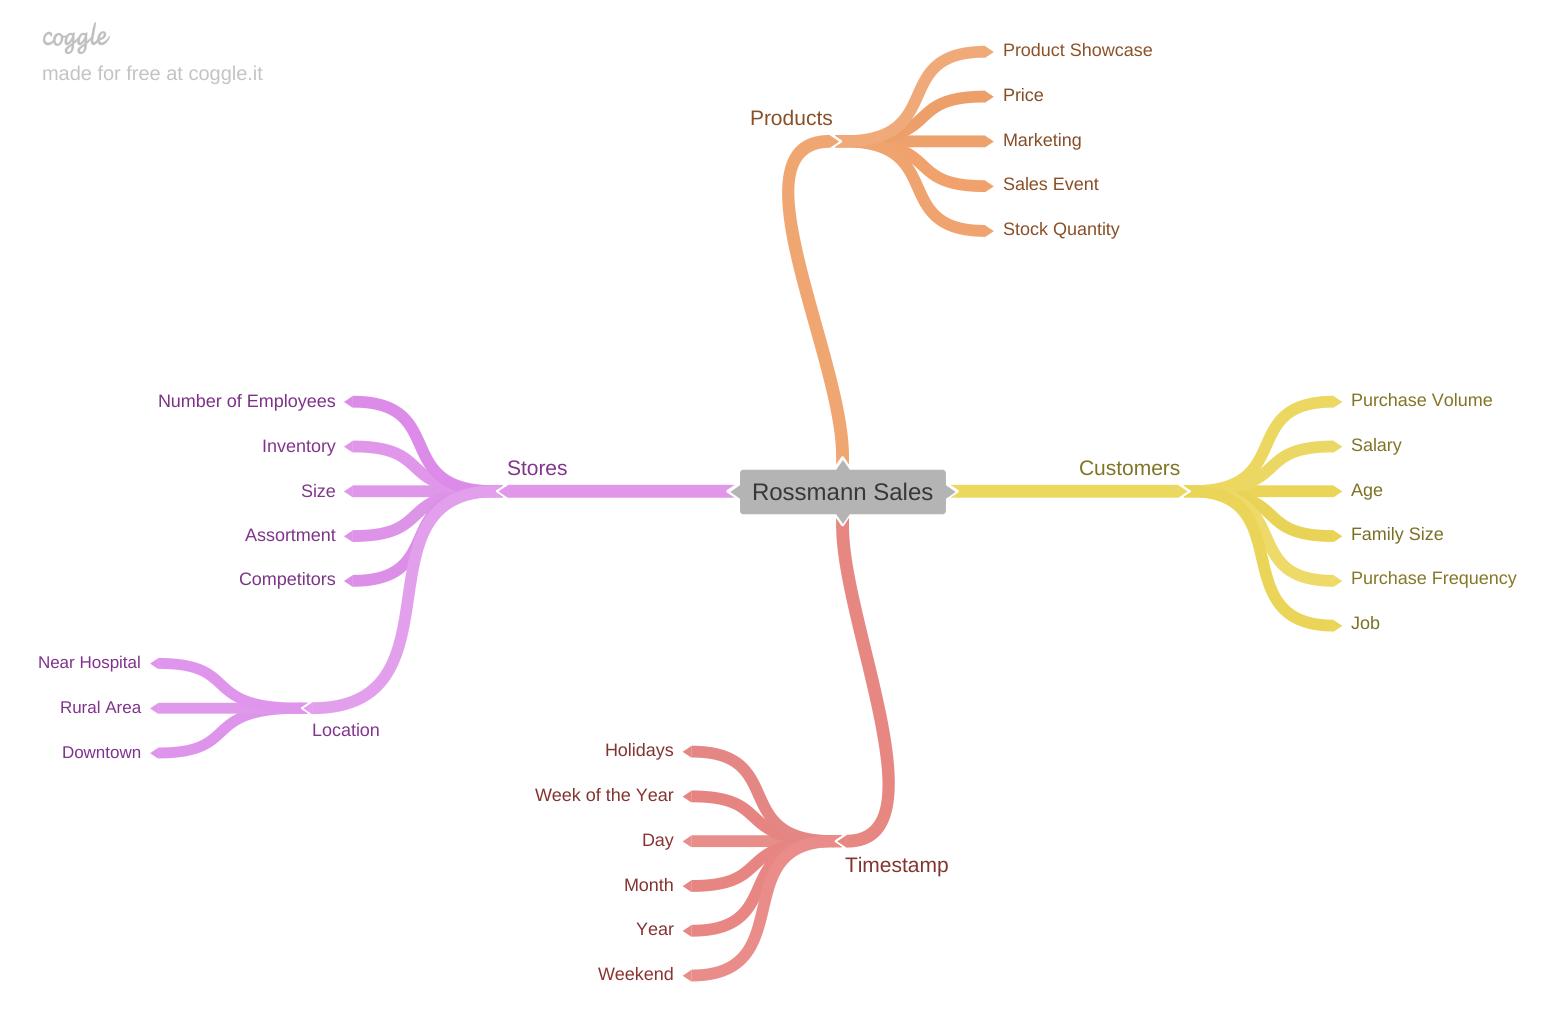 coggle
made for free at coggle.it
Products
Product Showcase
Price
Marketing
Sales Event
Stock Quantity
Rossmann Sales
Stores
Number of Employees
Inventory
Size
Assortment
Competitors
Location
Near Hospital
Rural Area
Downtown
Customers
Purchase Volume
Salary
Age
Family Size
Purchase Frequency
Job
Timestamp
Holidays
Week of the Year
Day
Month
Year
Weekend